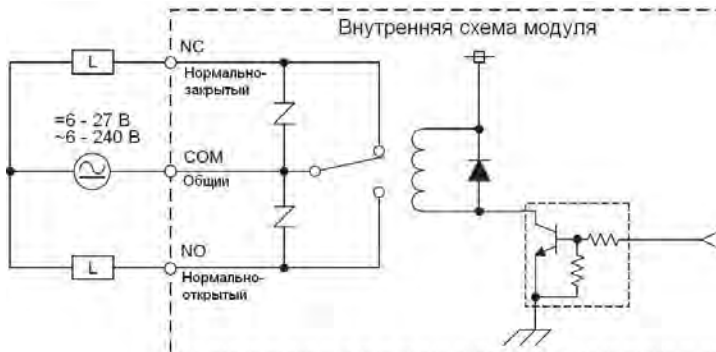 Внутренняя схема модуля
NC
L
Нормально-
закрытый
=6 - 27 В
~6 - 240 В
COM
Общий
NO
L
Нормально-
открытый